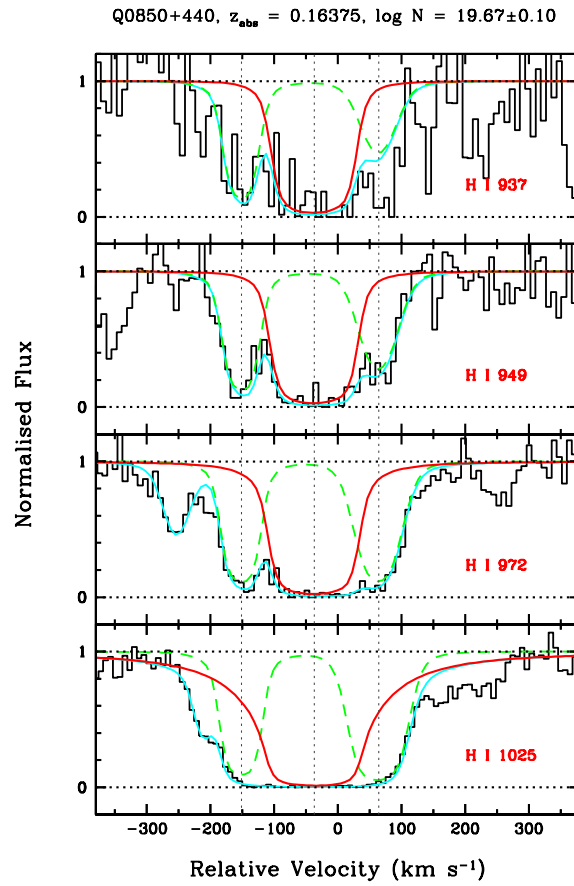 Q0850+440, z_abs = 0.16375, log N = 19.67±0.10
1
0
H I 937
1
0
H I 949
1
0
H I 972
1
0
H I 1025
Normalised Flux
−300 −200 −100 0 100 200 300
Relative Velocity (km s⁻¹)